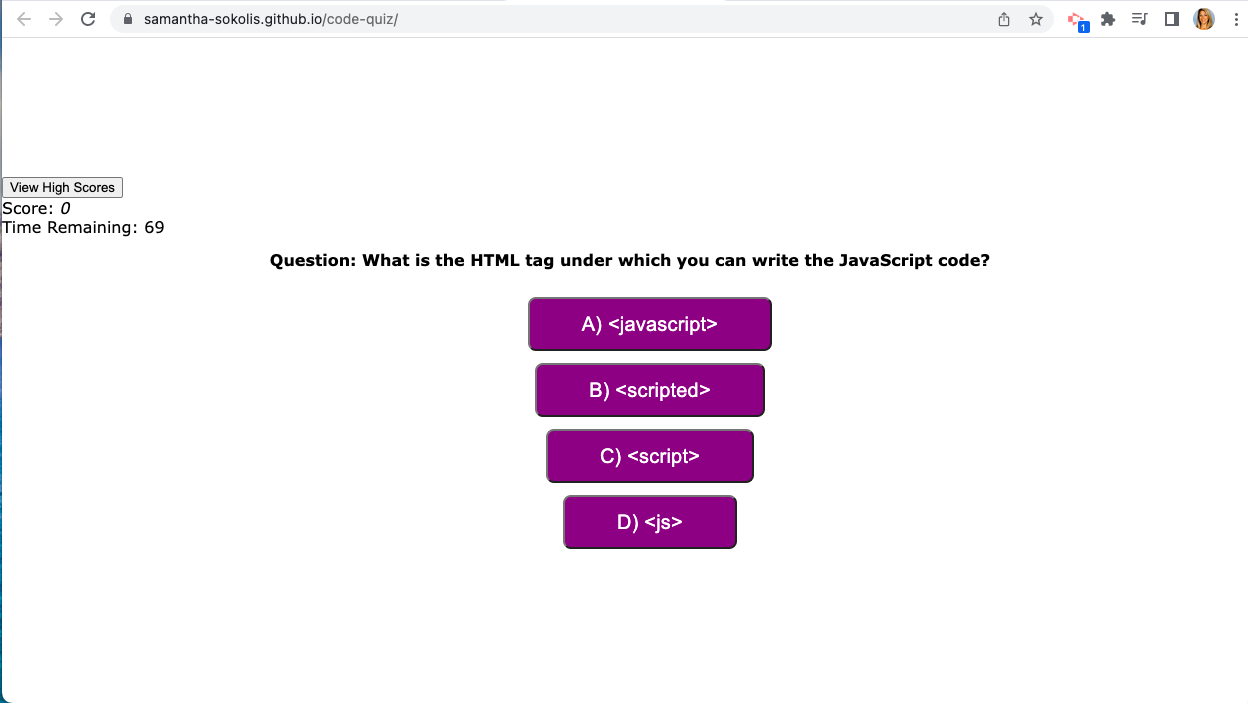 samantha-sokolis.github.io/code-quiz/
1
View High Scores
Score: 0
Time Remaining: 69
Question: What is the HTML tag under which you can write the JavaScript code?
A) <javascript>
B) <scripted>
C) <script>
D) <js>